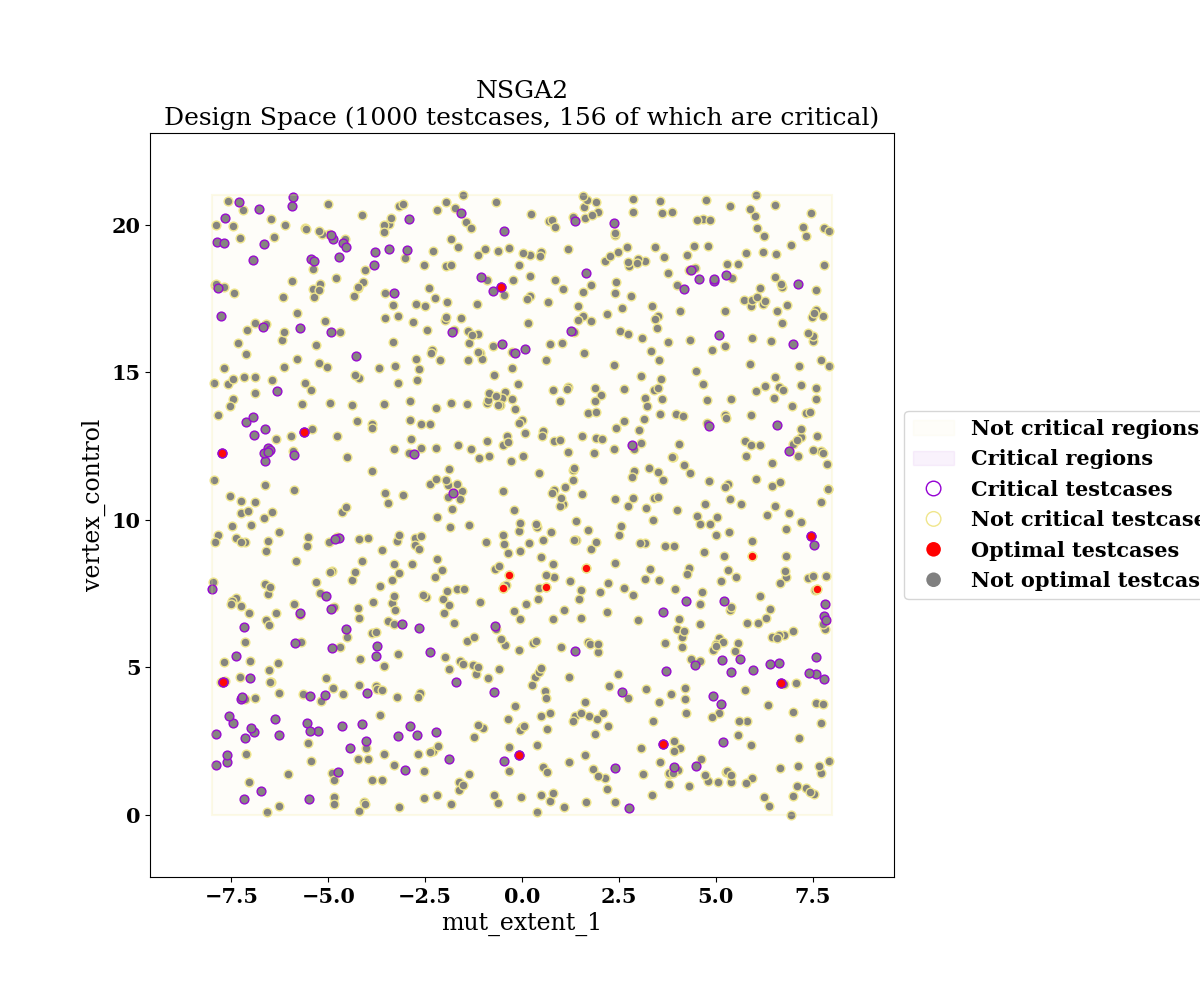 NSGA2
Design Space (1000 testcases, 156 of which are critical)
20
15
10
5
0
vertex_control
−7.5 −5.0 −2.5 0.0 2.5 5.0 7.5
mut_extent_1
Not critical regions
Critical regions
Critical testcases
Not critical testcase
Optimal testcases
Not optimal testcas